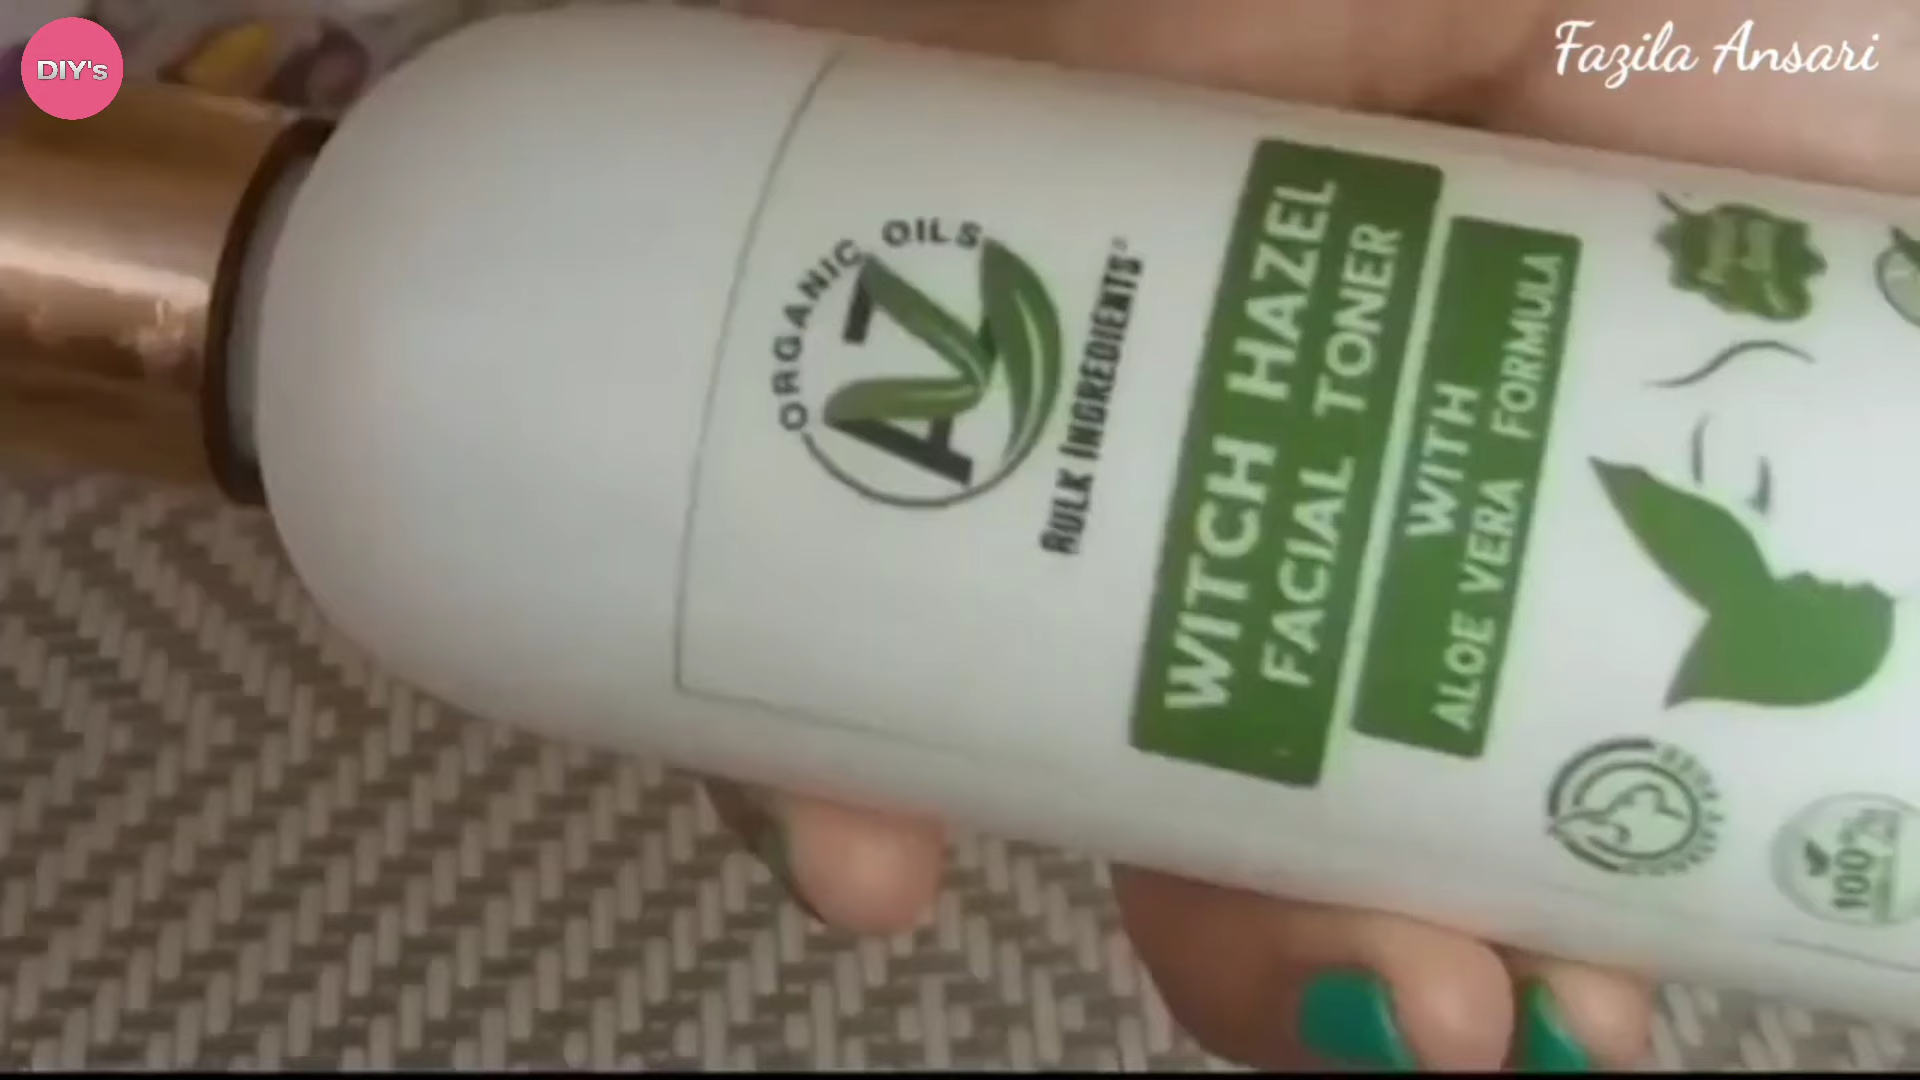 DIY's
Fazila Ansari
ORGANIC OILS
AZ
BULK INGREDIENTS
WITCH HAZEL
FACIAL TONER
WITH
ALOE VERA FORMULA
100%